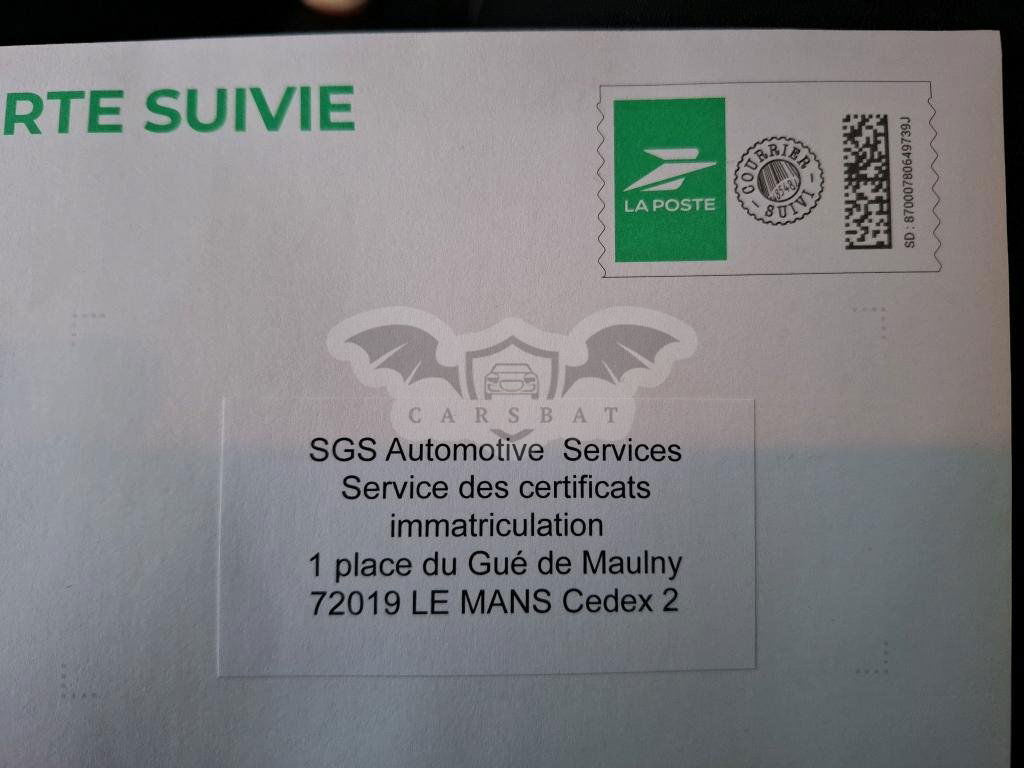 RTE SUIVIE
LA POSTE
COURRIER
SUIVI
SD : 87000780649739J
CARSBAT
SGS Automotive Services
Service des certificats
immatriculation
1 place du Gué de Maulny
72019 LE MANS Cedex 2